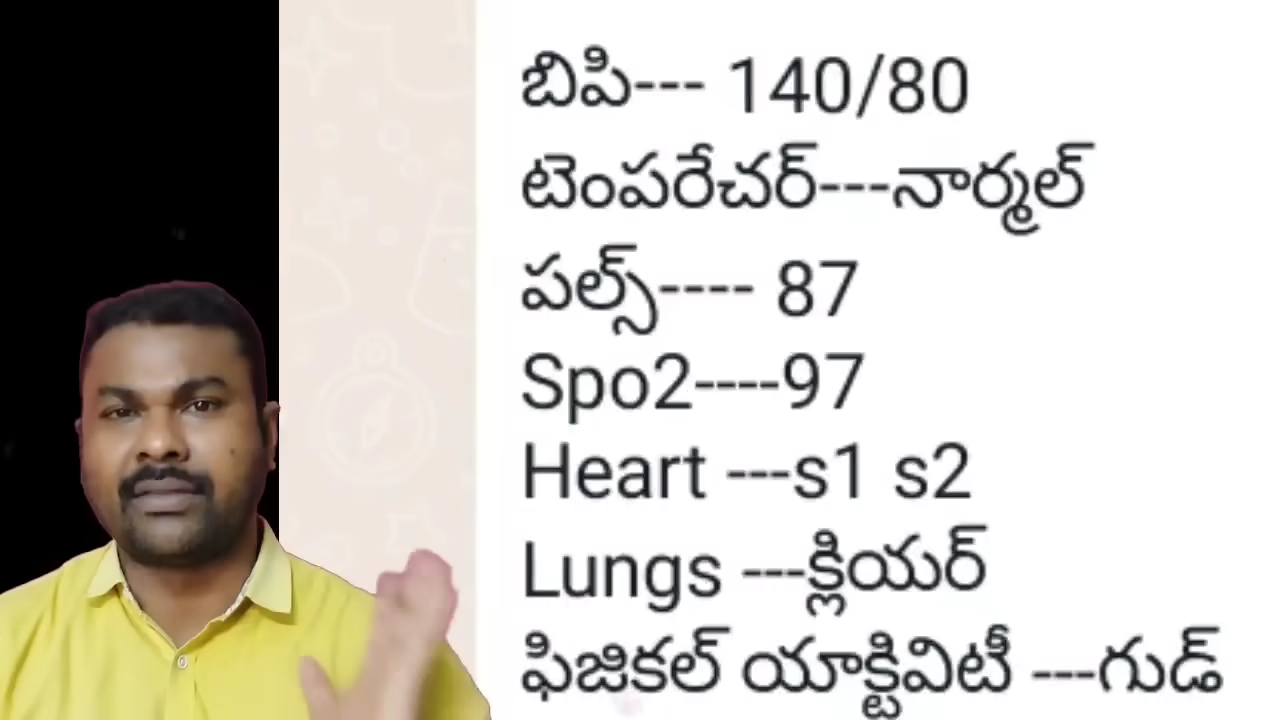 బిపి--- 140/80
టెంపరేచర్---నార్మల్
పల్స్---- 87
Spo2----97
Heart ---s1 s2
Lungs ---క్లియర్
ఫిజికల్ యాక్టివిటీ ---గుడ్